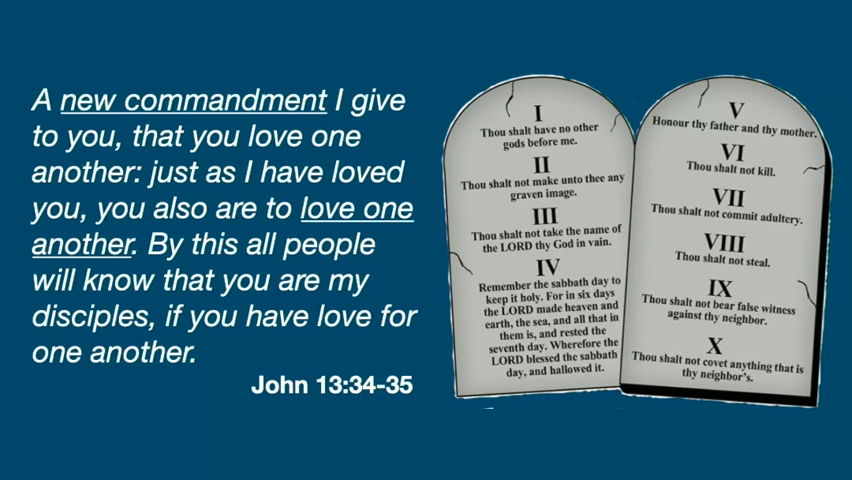 A new commandment I give
to you, that you love one
another: just as I have loved
you, you also are to love one
another. By this all people
will know that you are my
disciples, if you have love for
one another.
John 13:34-35
I
Thou shalt have no other
gods before me.
II
Thou shalt not make unto thee any
graven image.
III
Thou shalt not take the name of
the LORD thy God in vain.
IV
Remember the sabbath day to
keep it holy. For in six days
the LORD made heaven and
earth, the sea, and all that in
them is, and rested the
seventh day. Wherefore the
LORD blessed the sabbath
day, and hallowed it.
V
Honour thy father and thy mother.
VI
Thou shalt not kill.
VII
Thou shalt not commit adultery.
VIII
Thou shalt not steal.
IX
Thou shalt not bear false witness
against thy neighbor.
X
Thou shalt not covet anything that is
thy neighbor's.